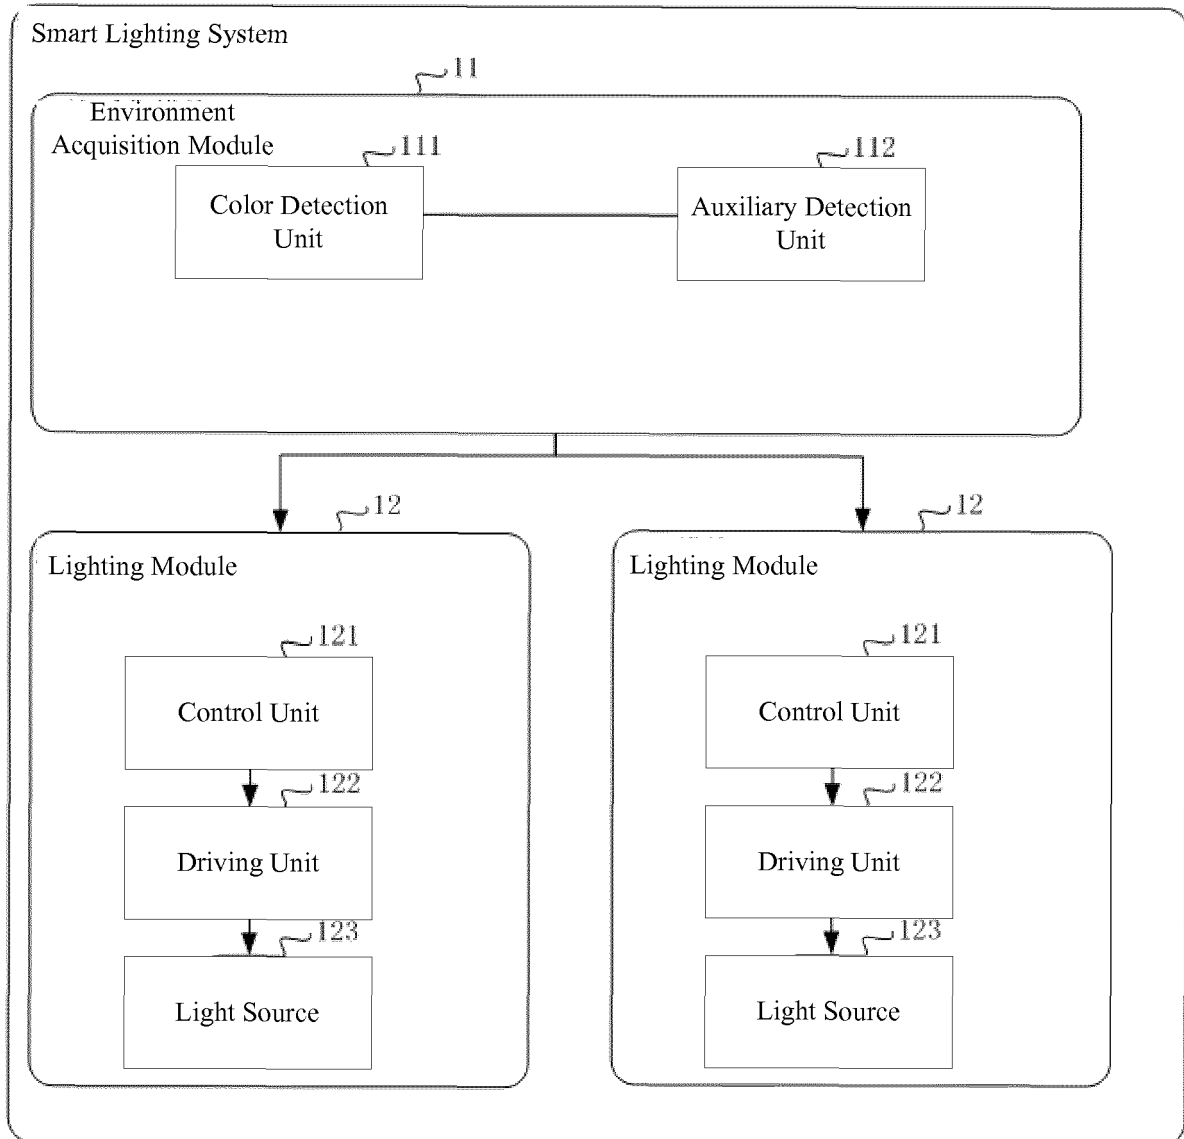 Smart Lighting System
11
Environment
Acquisition Module
111
112
Color Detection
Unit
Auxiliary Detection
Unit
12
12
Lighting Module
Lighting Module
121
121
Control Unit
Control Unit
122
122
Driving Unit
Driving Unit
123
123
Light Source
Light Source